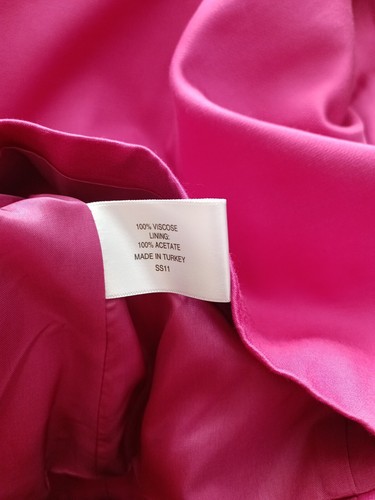 100% VISCOSE
LINING:
100% ACETATE
MADE IN TURKEY
SS11